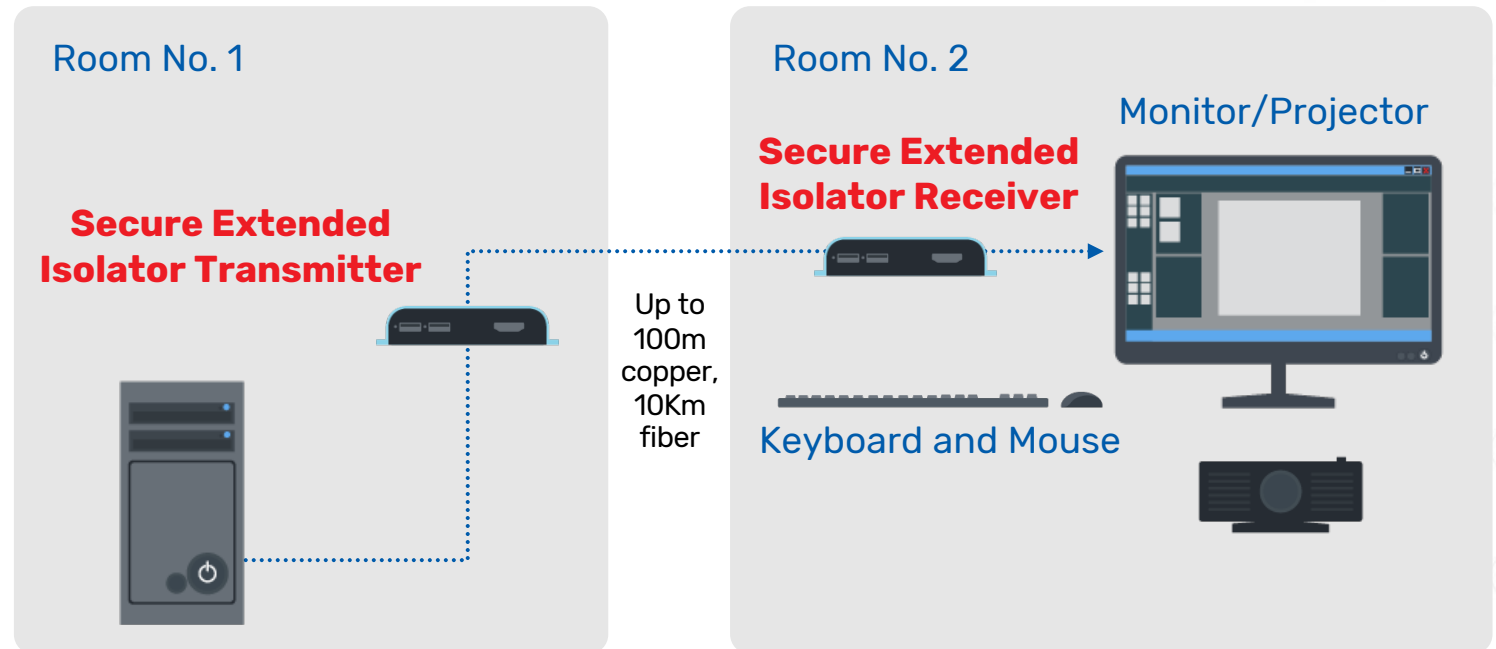 Room No. 1
Secure Extended
Isolator Transmitter
Up to
100m
copper,
10Km
fiber
Room No. 2
Secure Extended
Isolator Receiver
Monitor/Projector
Keyboard and Mouse